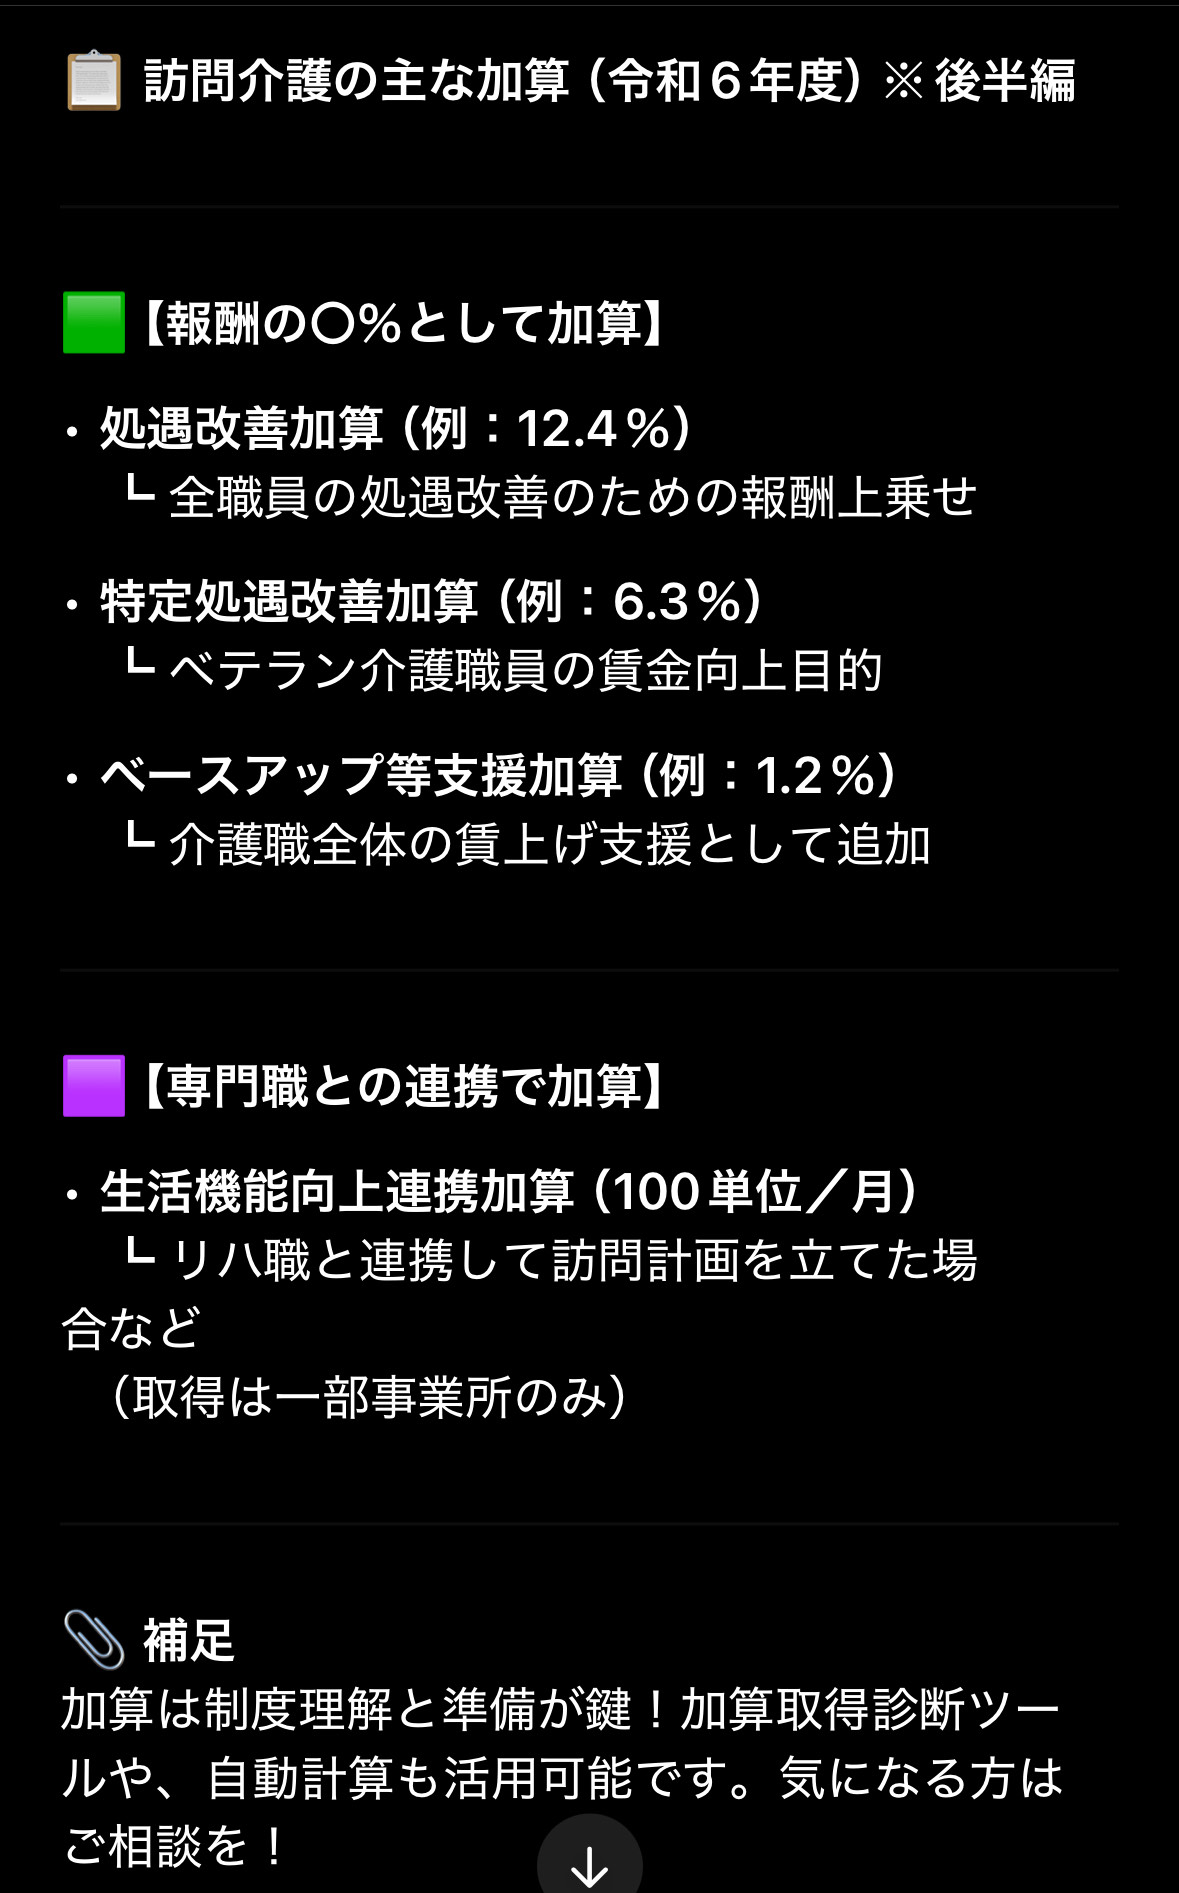 📋 訪問介護の主な加算（令和6年度）※後半編
🟩【報酬の〇%として加算】
・処遇改善加算（例：12.4%）
┗ 全職員の処遇改善のための報酬上乗せ
・特定処遇改善加算（例：6.3%）
┗ ベテラン介護職員の賃金向上目的
・ベースアップ等支援加算（例：1.2%）
┗ 介護職全体の賃上げ支援として追加
🟪【専門職との連携で加算】
・生活機能向上連携加算（100単位／月）
┗ リハ職と連携して訪問計画を立てた場
合など
（取得は一部事業所のみ）
📎 補足
加算は制度理解と準備が鍵！加算取得診断ツー
ルや、自動計算も活用可能です。気になる方は
ご相談を！